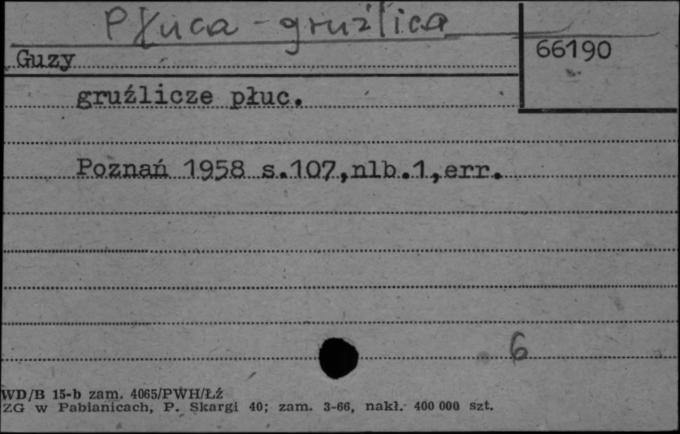 Płuca - gruźlica
66190
Guzy
gruźlicze płuc.
Poznań 1958 s.107,nlb.1,err.
6
WD/B 15-b zam. 4065/PWH/Łź
ZG w Pabianicach, P. Skargi 40; zam. 3-66, nakł. 400 000 szt.